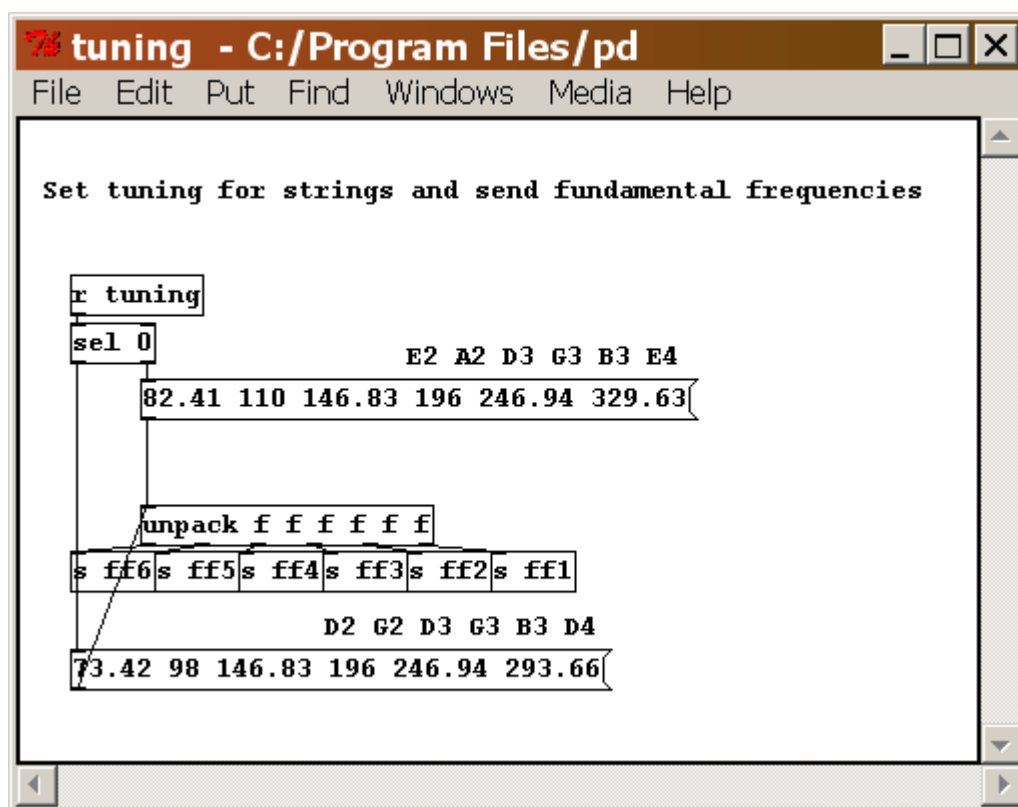 tuning - C:/Program Files/pd
File Edit Put Find Windows Media Help
Set tuning for strings and send fundamental frequencies
r tuning
sel 0
E2 A2 D3 G3 B3 E4
82.41 110 146.83 196 246.94 329.63
unpack f f f f f f
s ff6 s ff5 s ff4 s ff3 s ff2 s ff1
D2 G2 D3 G3 B3 D4
73.42 98 146.83 196 246.94 293.66